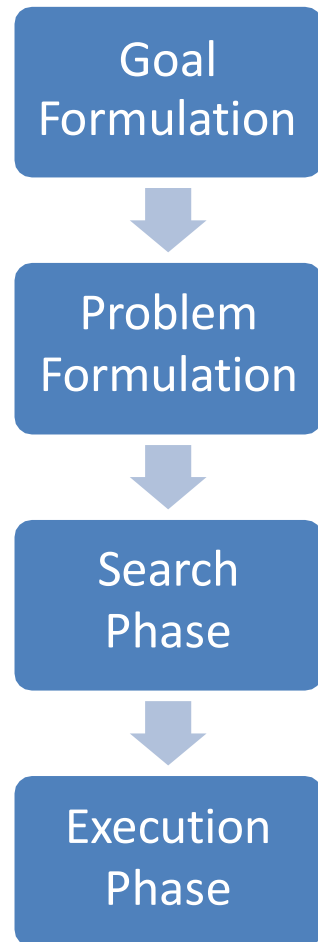 Goal
Formulation
Problem
Formulation
Search
Phase
Execution
Phase